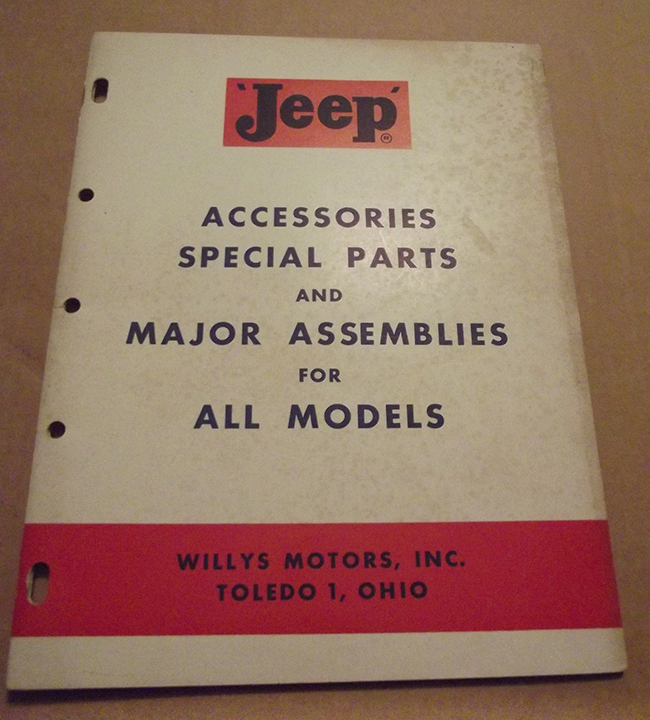 'Jeep'®
ACCESSORIES
SPECIAL PARTS
AND
MAJOR ASSEMBLIES
FOR
ALL MODELS
WILLYS MOTORS, INC.
TOLEDO 1, OHIO